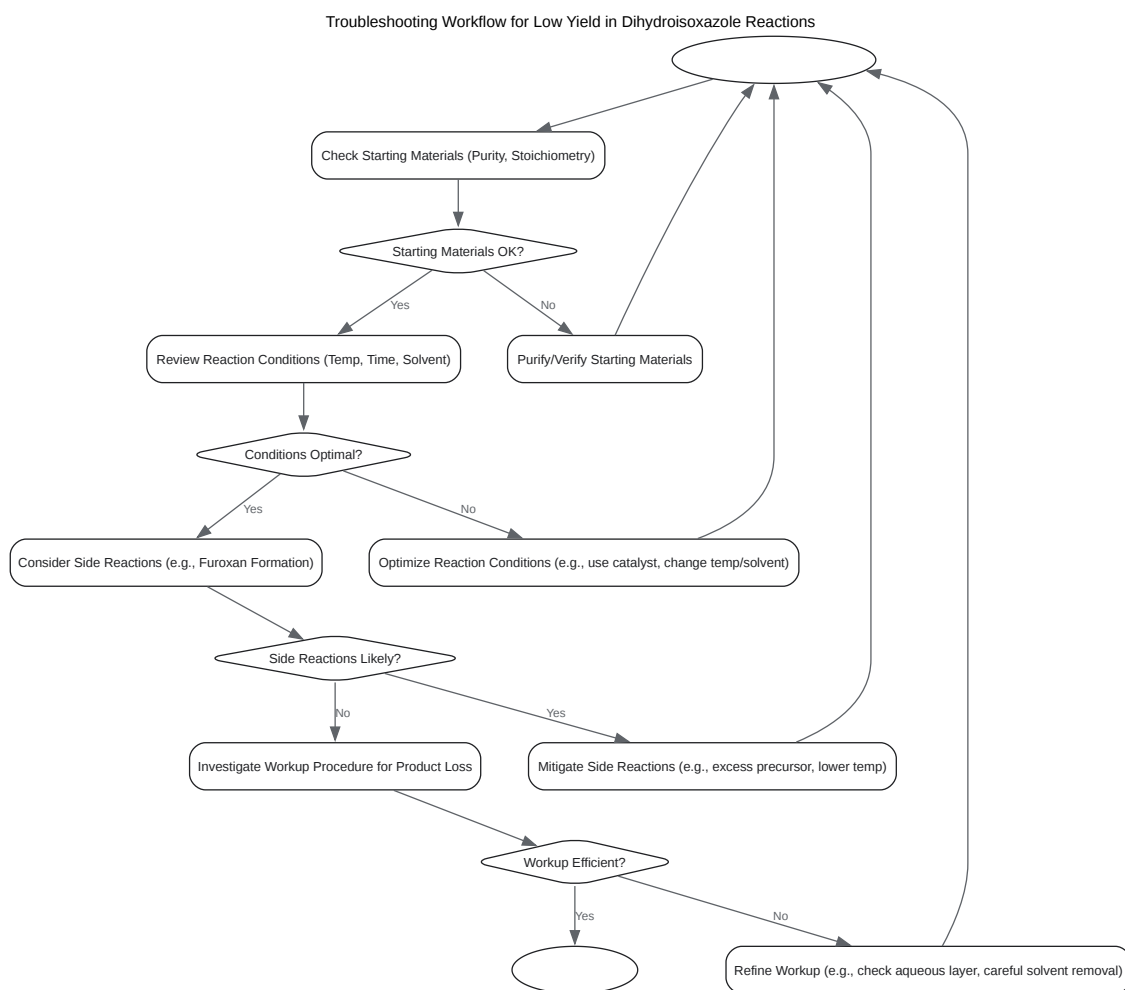 Troubleshooting Workflow for Low Yield in Dihydroisoxazole Reactions
Check Starting Materials (Purity, Stoichiometry)
Starting Materials OK?
Yes
No
Review Reaction Conditions (Temp, Time, Solvent)
Purify/Verify Starting Materials
Conditions Optimal?
Yes
No
Consider Side Reactions (e.g., Furoxan Formation)
Optimize Reaction Conditions (e.g., use catalyst, change temp/solvent)
Side Reactions Likely?
No
Yes
Investigate Workup Procedure for Product Loss
Mitigate Side Reactions (e.g., excess precursor, lower temp)
Workup Efficient?
Yes
No
Refine Workup (e.g., check aqueous layer, careful solvent removal)